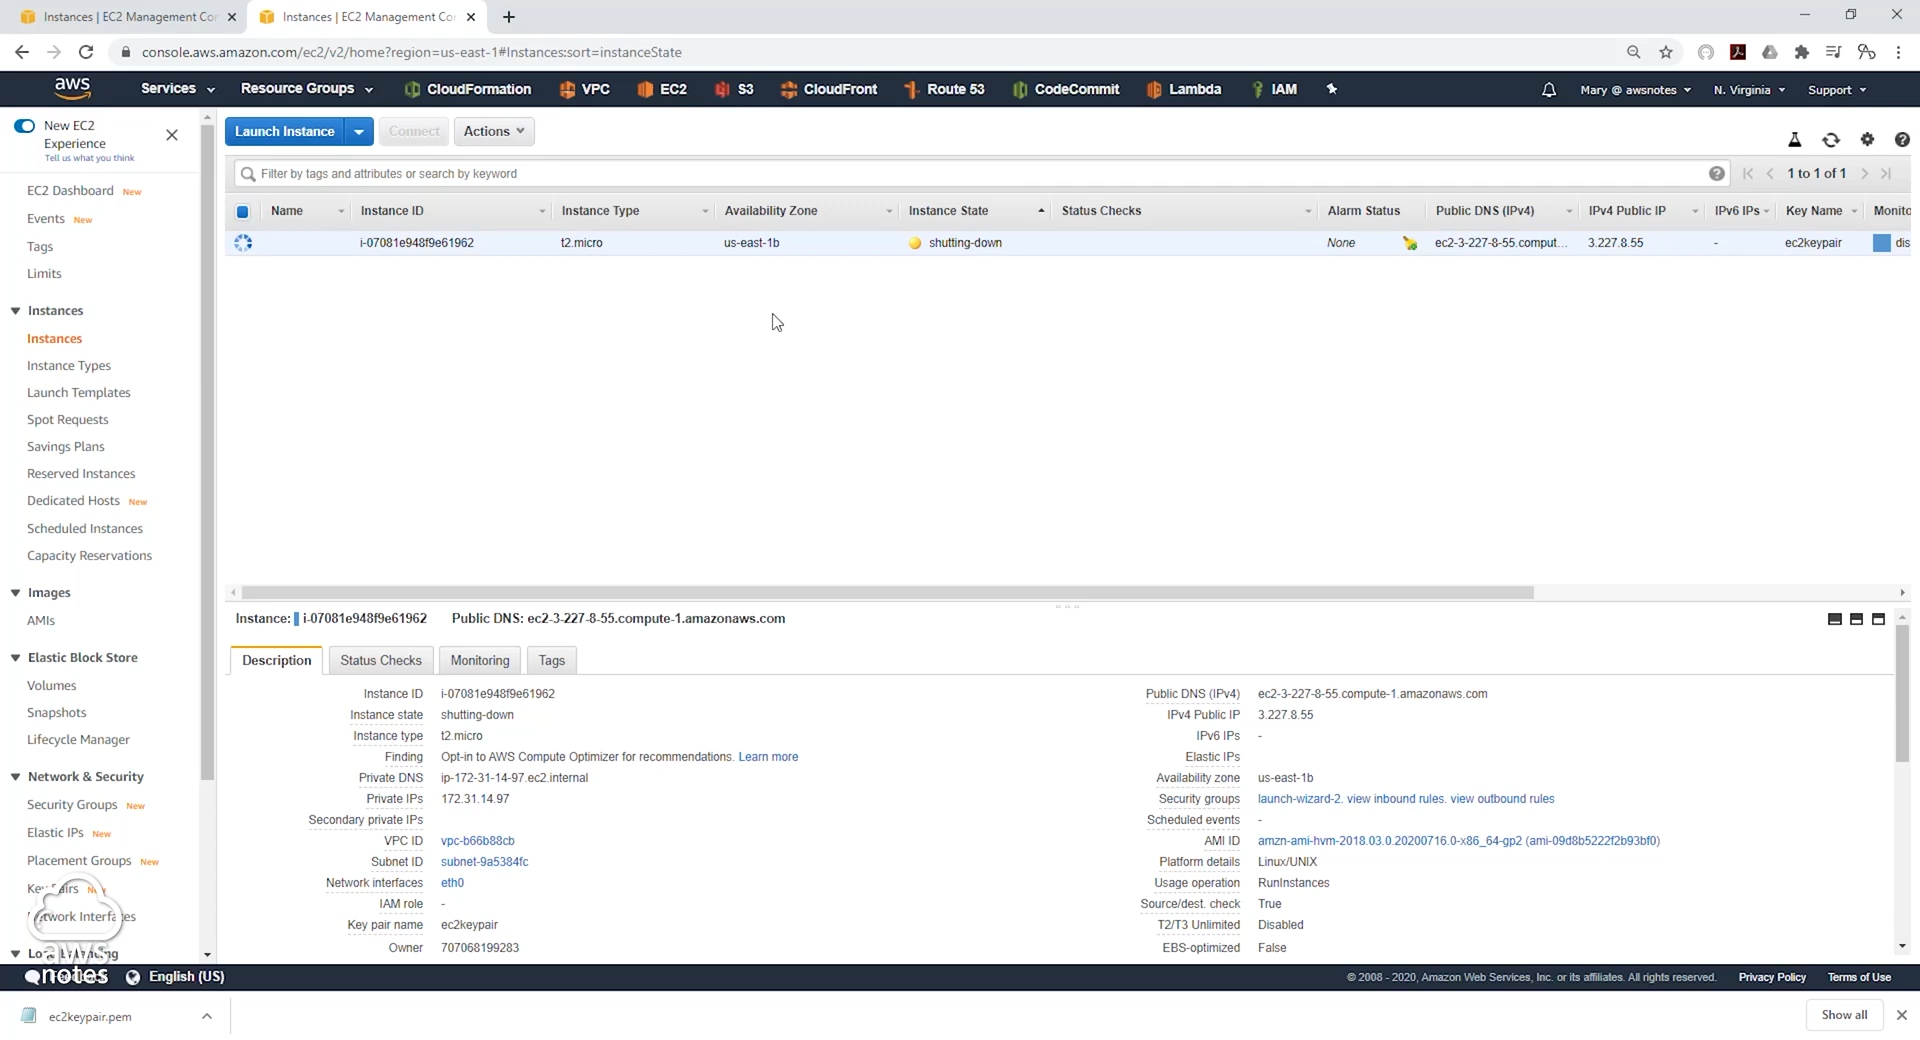 Instances | EC2 Management Con
Instances | EC2 Management Con
console.aws.amazon.com/ec2/v2/home?region=us-east-1#Instances:sort=instanceState
aws Services Resource Groups CloudFormation VPC EC2 S3 CloudFront Route 53 CodeCommit Lambda IAM Mary @ awsnotes N. Virginia Support
New EC2
Experience
Tell us what you think
Launch Instance Connect Actions
Filter by tags and attributes or search by keyword 1 to 1 of 1
Name Instance ID Instance Type Availability Zone Instance State Status Checks Alarm Status Public DNS (IPv4) IPv4 Public IP IPv6 IPs Key Name Monito
i-07081e948f9e61962 t2.micro us-east-1b shutting-down None ec2-3-227-8-55.comput... 3.227.8.55 - ec2keypair dis
EC2 Dashboard New
Events New
Tags
Limits
Instances
Instances
Instance Types
Launch Templates
Spot Requests
Savings Plans
Reserved Instances
Dedicated Hosts New
Scheduled Instances
Capacity Reservations
Images
AMIs
Elastic Block Store
Volumes
Snapshots
Lifecycle Manager
Network & Security
Security Groups New
Elastic IPs New
Placement Groups New
Key Pairs New
Network Interfaces
Load Balancing
Instance: i-07081e948f9e61962 Public DNS: ec2-3-227-8-55.compute-1.amazonaws.com
Description Status Checks Monitoring Tags
Instance ID i-07081e948f9e61962
Instance state shutting-down
Instance type t2.micro
Finding Opt-in to AWS Compute Optimizer for recommendations. Learn more
Private DNS ip-172-31-14-97.ec2.internal
Private IPs 172.31.14.97
Secondary private IPs
VPC ID vpc-b66b88cb
Subnet ID subnet-9a5384fc
Network interfaces eth0
IAM role -
Key pair name ec2keypair
Owner 707068199283
Public DNS (IPv4) ec2-3-227-8-55.compute-1.amazonaws.com
IPv4 Public IP 3.227.8.55
IPv6 IPs -
Elastic IPs
Availability zone us-east-1b
Security groups launch-wizard-2. view inbound rules. view outbound rules
Scheduled events -
AMI ID amzn-ami-hvm-2018.03.0.20200716.0-x86_64-gp2 (ami-09d8b5222f2b93bf0)
Platform details Linux/UNIX
Usage operation RunInstances
Source/dest. check True
T2/T3 Unlimited Disabled
EBS-optimized False
aws
notes
English (US) © 2008 - 2020, Amazon Web Services, Inc. or its affiliates. All rights reserved. Privacy Policy Terms of Use
ec2keypair.pem Show all